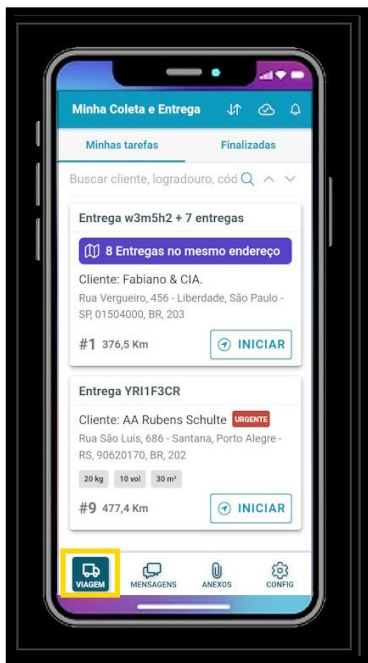 Minha Coleta e Entrega
Minhas tarefas Finalizadas
Buscar cliente, logradouro, cód
Entrega w3m5h2 + 7 entregas
8 Entregas no mesmo endereço
Cliente: Fabiano & CIA.
Rua Vergueiro, 456 - Liberdade, São Paulo -
SP, 01504000, BR, 203
#1 376,5 Km INICIAR
Entrega YRI1F3CR
Cliente: AA Rubens Schulte URGENTE
Rua São Luís, 686 - Santana, Porto Alegre -
RS, 90620170, BR, 202
20 kg 10 vol 30 m³
#9 477,4 Km INICIAR
VIAGEM MENSAGENS ANEXOS CONFIG